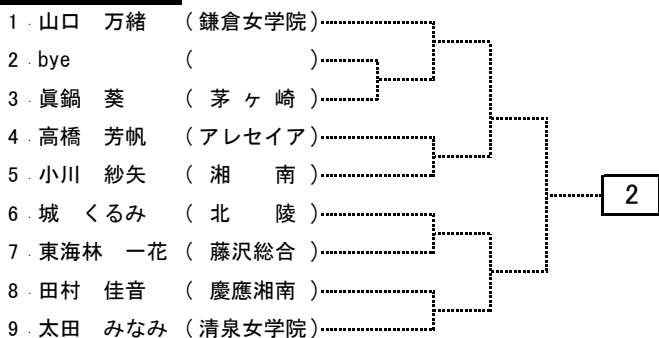 1 山口 万緒 (鎌倉女学院)
2 bye ( )
3 眞鍋 葵 ( 茅ヶ崎 )
4 高橋 芳帆 (アレセイア)
5 小川 紗矢 ( 湘 南 )
2
6 城 くるみ ( 北 陵 )
7 東海林 一花 ( 藤沢総合 )
8 田村 佳音 ( 慶應湘南 )
9 太田 みなみ (清泉女学院)